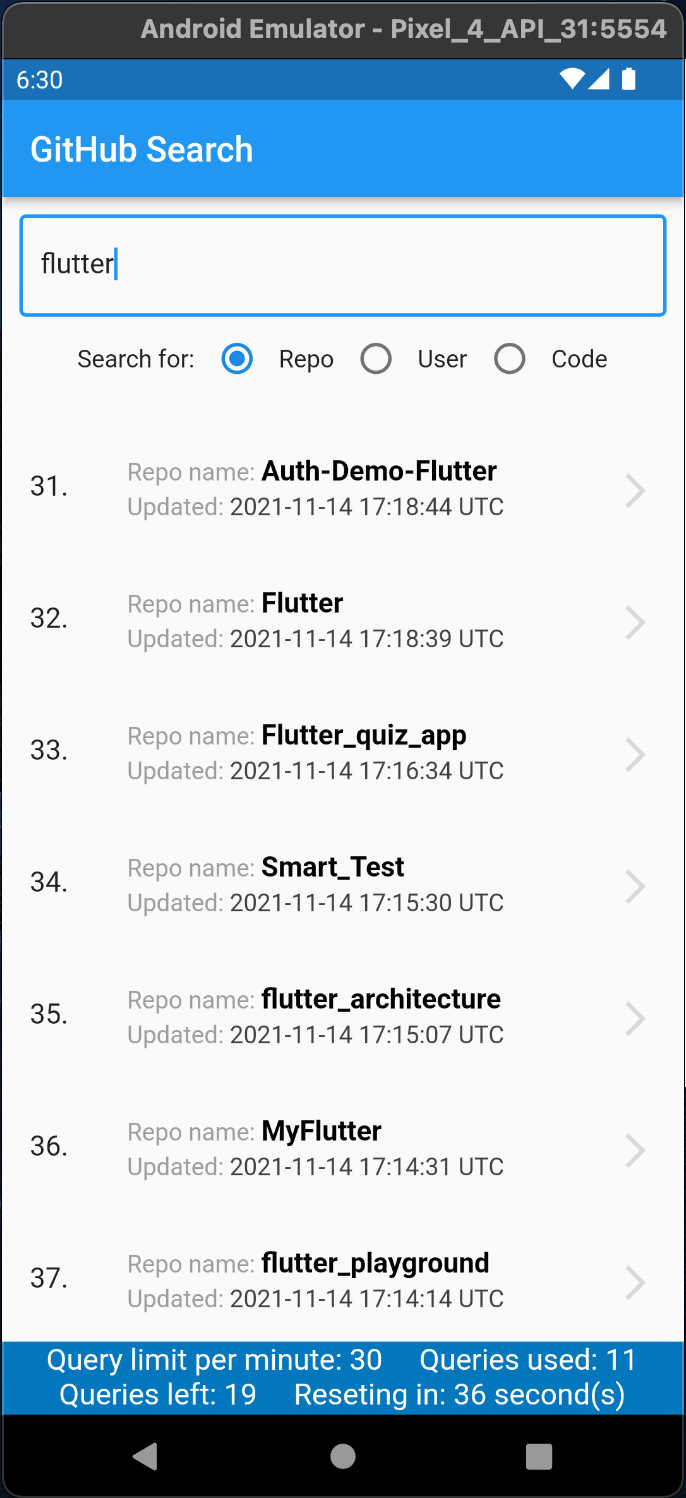 Android Emulator - Pixel_4_API_31:5554
6:30
GitHub Search
flutter
Search for: Repo User Code
31. Repo name: Auth-Demo-Flutter
Updated: 2021-11-14 17:18:44 UTC
32. Repo name: Flutter
Updated: 2021-11-14 17:18:39 UTC
33. Repo name: Flutter_quiz_app
Updated: 2021-11-14 17:16:34 UTC
34. Repo name: Smart_Test
Updated: 2021-11-14 17:15:30 UTC
35. Repo name: flutter_architecture
Updated: 2021-11-14 17:15:07 UTC
36. Repo name: MyFlutter
Updated: 2021-11-14 17:14:31 UTC
37. Repo name: flutter_playground
Updated: 2021-11-14 17:14:14 UTC
Query limit per minute: 30 Queries used: 11
Queries left: 19 Reseting in: 36 second(s)